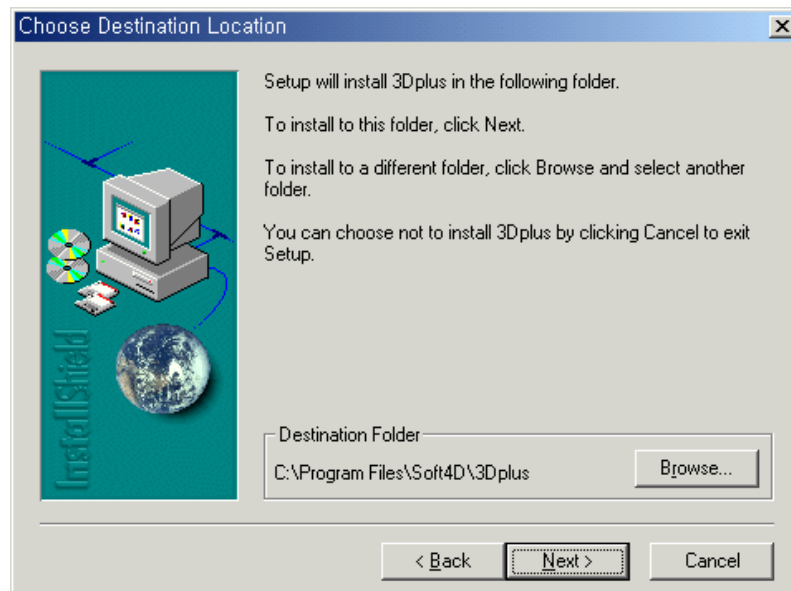 Choose Destination Location
Setup will install 3Dplus in the following folder.
To install to this folder, click Next.
To install to a different folder, click Browse and select another
folder.
You can choose not to install 3Dplus by clicking Cancel to exit
Setup.
InstallShield
Destination Folder
C:\Program Files\Soft4D\3Dplus
Browse...
< Back
Next >
Cancel